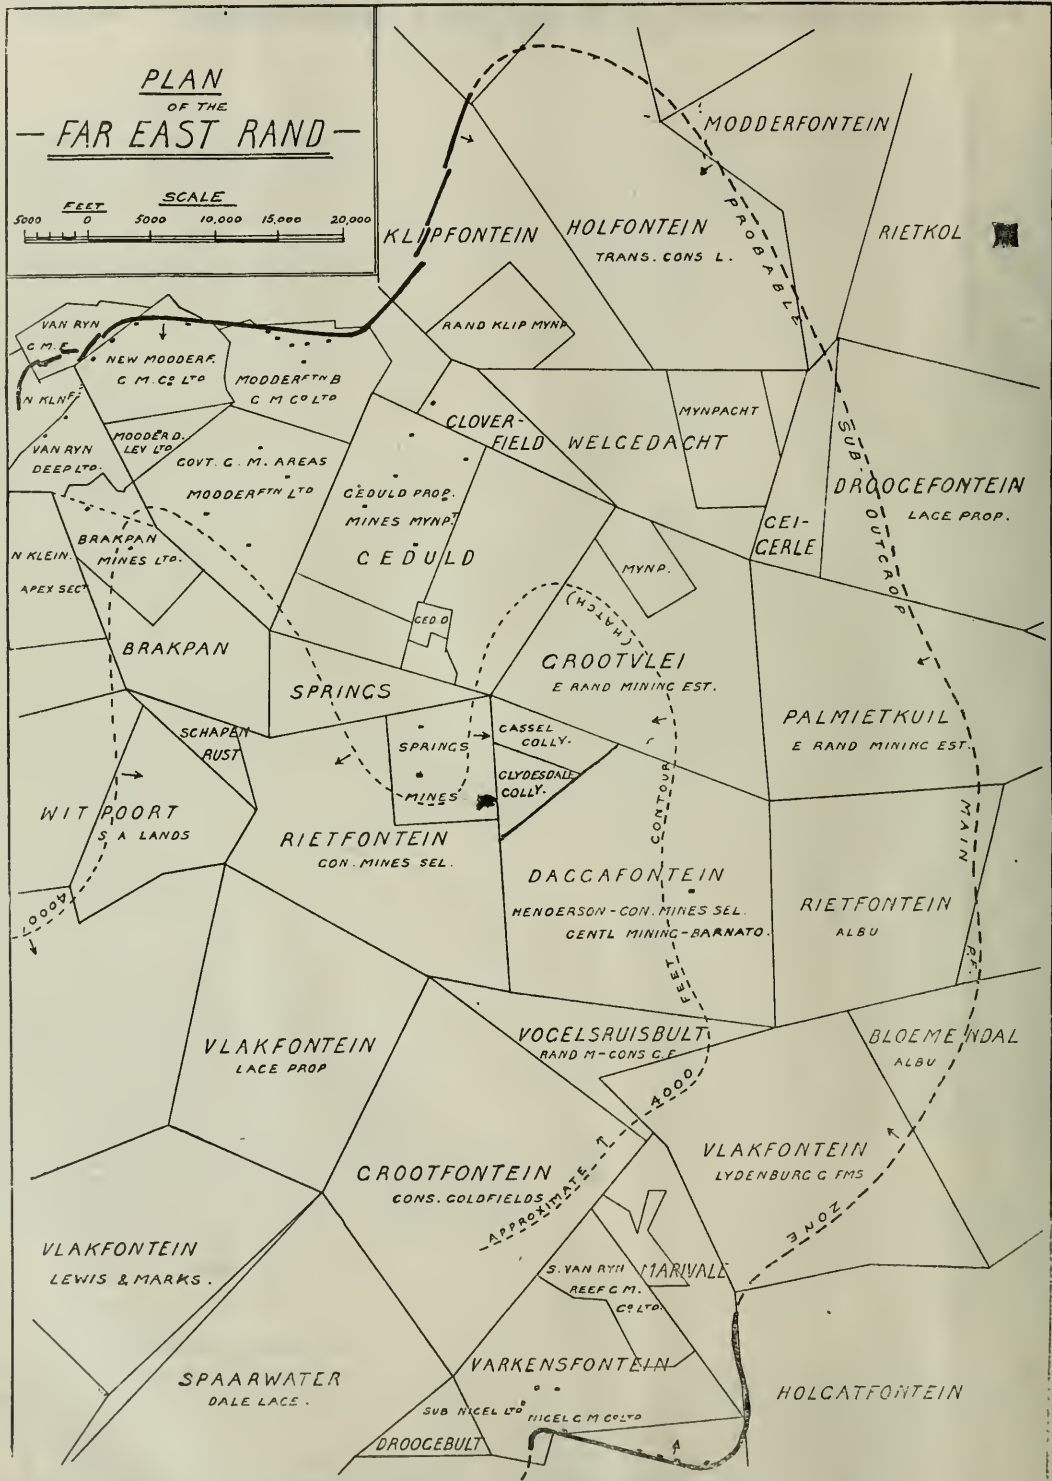 PLAN
OF THE
— FAR EAST RAND —
SCALE
FEET
5000 0 5000 10,000 15,000 20,000
MODDERFONTEIN
KLIPFONTEIN
HOLFONTEIN
TRANS. CONS L.
RIETKOL
PROBABLE
RAND KLIP MYNP.
VAN RYN
G M E
NEW MODDERF.
G M. Co LTD
MODDERFTN B
G M CO LTD
N KLNF.
MODDER D.
LEV LTD
VAN RYN
DEEP LTD.
GOVT. G. M. AREAS
MODDERFTN LTD
CLOVER-
FIELD
WELGEDACHT
MYNPACHT
SUB.
OUTCROP
DROOGEFONTEIN
LACE PROP.
GEDULD PROP.
MINES MYNPT
GEDULD
GED D
GEI-
GERLE
MYNP.
BRAKPAN
MINES LTD.
N KLEIN.
APEX SECT
BRAKPAN
SPRINGS
(HATCH)
GROOTVLEI
E RAND MINING EST.
PALMIETKUIL
E RAND MINING EST.
SCHAPEN
RUST
SPRINGS
MINES
CASSEL
COLLY.
CLYDESDALE
COLLY.
CONTOUR
MAIN
WITPOORT
S A LANDS
RIETFONTEIN
CON. MINES SEL.
DAGGAFONTEIN
HENDERSON-CON. MINES SEL.
GENTL MINING-BARNATO.
RIETFONTEIN
ALBU
4000'
FEET
RF.
VLAKFONTEIN
LACE PROP
VOGELSRUISBULT
RAND M-CONS G.F.
BLOEMENDAL
ALBU
4000
APPROXIMATE
GROOTFONTEIN
CONS. GOLDFIELDS
VLAKFONTEIN
LYDENBURG G FMS
ZONE
VLAKFONTEIN
LEWIS & MARKS.
S. VAN RYN
REEF G M.
Co LTD.
MARIVALE
VARKENSFONTEIN
SPAARWATER
DALE LACE.
SUB NIGEL LTD
NIGEL G M CO LTD
HOLGATFONTEIN
DROOGEBULT